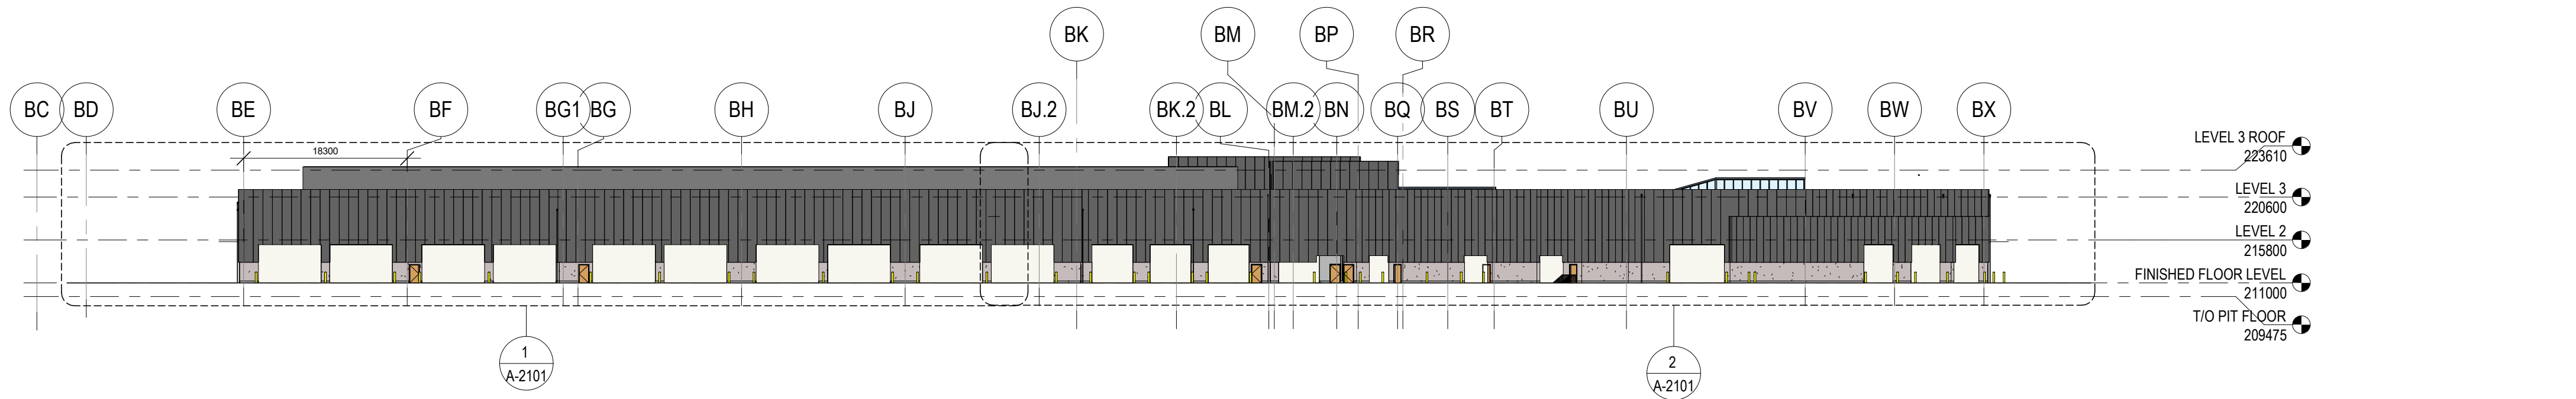 BK
BM
BP
BR
BC
BD
BE
BF
BG1
BG
BH
BJ
BJ.2
BK.2
BL
BM.2
BN
BQ
BS
BT
BU
BV
BW
BX
18300
LEVEL 3 ROOF
223610
LEVEL 3
220600
LEVEL 2
215800
FINISHED FLOOR LEVEL
211000
T/O PIT FLOOR
209475
1
A-2101
2
A-2101